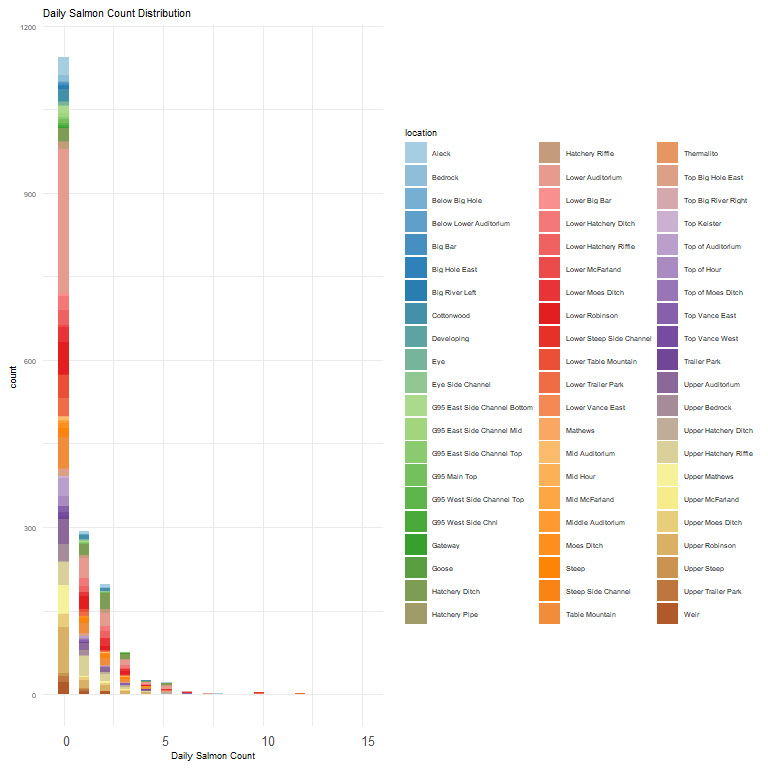 Daily Salmon Count Distribution
1200
900
600
300
0
count
0 5 10 15
Daily Salmon Count
location
Aleck
Bedrock
Below Big Hole
Below Lower Auditorium
Big Bar
Big Hole East
Big River Left
Cottonwood
Developing
Eye
Eye Side Channel
G95 East Side Channel Bottom
G95 East Side Channel Mid
G95 East Side Channel Top
G95 Main Top
G95 West Side Channel Top
G95 West Side Chnl
Gateway
Goose
Hatchery Ditch
Hatchery Pipe
Hatchery Riffle
Lower Auditorium
Lower Big Bar
Lower Hatchery Ditch
Lower Hatchery Riffle
Lower McFarland
Lower Moes Ditch
Lower Robinson
Lower Steep Side Channel
Lower Table Mountain
Lower Trailer Park
Lower Vance East
Mathews
Mid Auditorium
Mid Hour
Mid McFarland
Middle Auditorium
Moes Ditch
Steep
Steep Side Channel
Table Mountain
Thermalito
Top Big Hole East
Top Big River Right
Top Keister
Top of Auditorium
Top of Hour
Top of Moes Ditch
Top Vance East
Top Vance West
Trailer Park
Upper Auditorium
Upper Bedrock
Upper Hatchery Ditch
Upper Hatchery Riffle
Upper Mathews
Upper McFarland
Upper Moes Ditch
Upper Robinson
Upper Steep
Upper Trailer Park
Weir